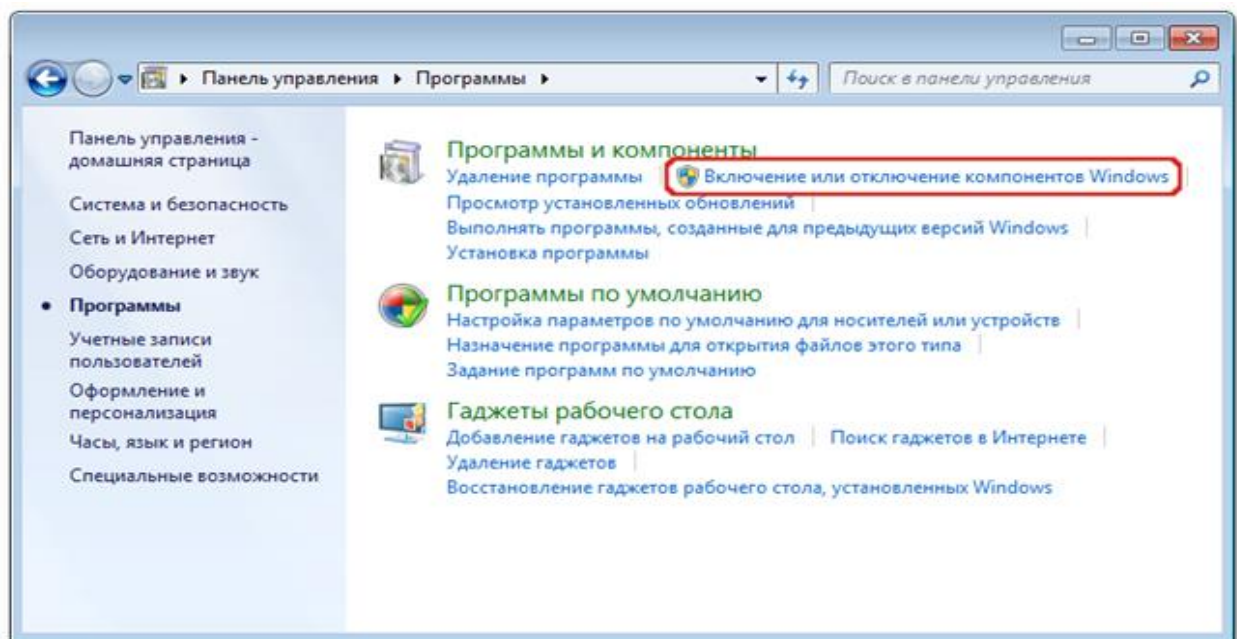 Панель управления ▸ Программы ▸
Поиск в панели управления
Панель управления -
домашняя страница
Система и безопасность
Сеть и Интернет
Оборудование и звук
Программы
Учетные записи
пользователей
Оформление и
персонализация
Часы, язык и регион
Специальные возможности
Программы и компоненты
Удаление программы Включение или отключение компонентов Windows
Просмотр установленных обновлений
Выполнять программы, созданные для предыдущих версий Windows
Установка программы
Программы по умолчанию
Настройка параметров по умолчанию для носителей или устройств
Назначение программы для открытия файлов этого типа
Задание программ по умолчанию
Гаджеты рабочего стола
Добавление гаджетов на рабочий стол Поиск гаджетов в Интернете
Удаление гаджетов
Восстановление гаджетов рабочего стола, установленных Windows